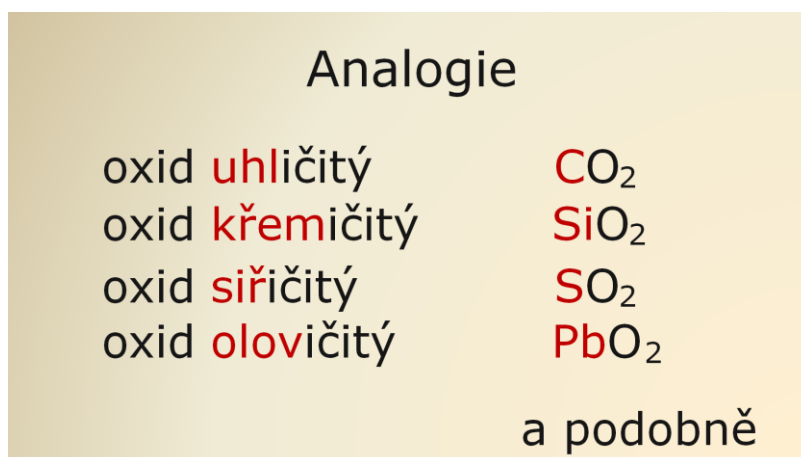 Analogie
oxid uhličitý CO₂
oxid křemičitý SiO₂
oxid siřičitý SO₂
oxid olovičitý PbO₂
a podobně